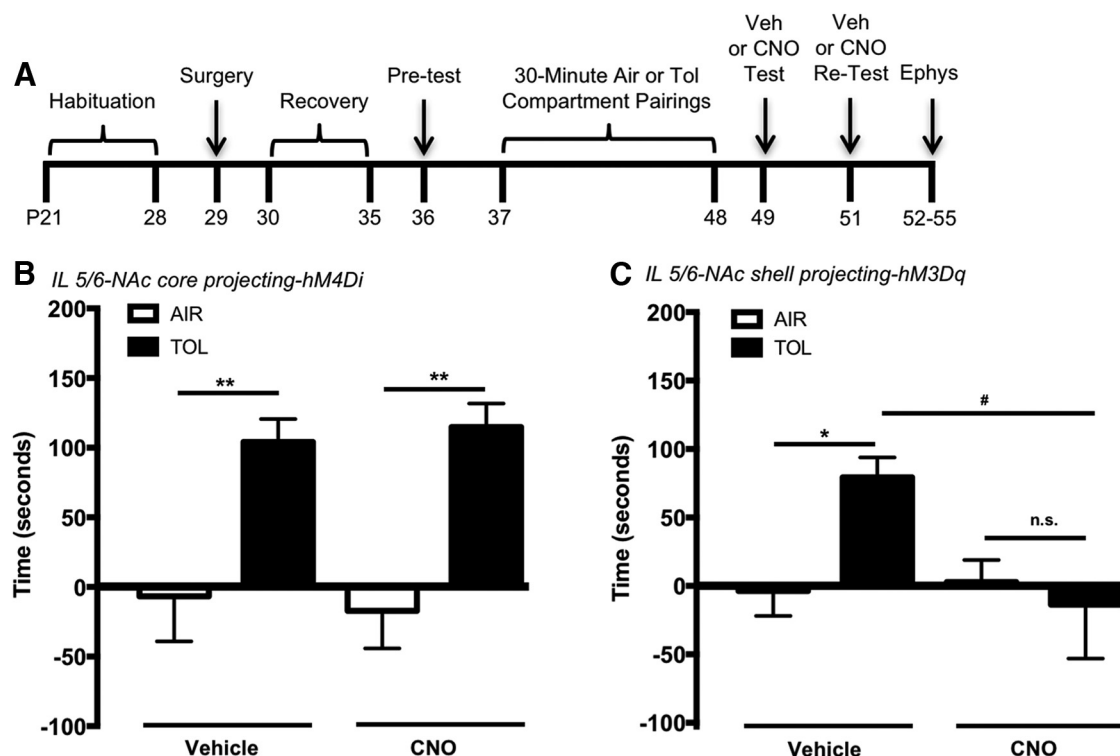 A
Habituation
Surgery
Recovery
Pre-test
30-Minute Air or Tol
Compartment Pairings
Veh
or CNO
Test
Veh
or CNO
Re-Test
Ephys
P21
28
29
30
35
36
37
48
49
51
52-55
B
IL 5/6-NAc core projecting-hM4Di
AIR
TOL
Time (seconds)
200
150
100
50
0
-50
-100
**
**
Vehicle
CNO
C
IL 5/6-NAc shell projecting-hM3Dq
AIR
TOL
Time (seconds)
200
150
100
50
0
-50
-100
*
#
n.s.
Vehicle
CNO